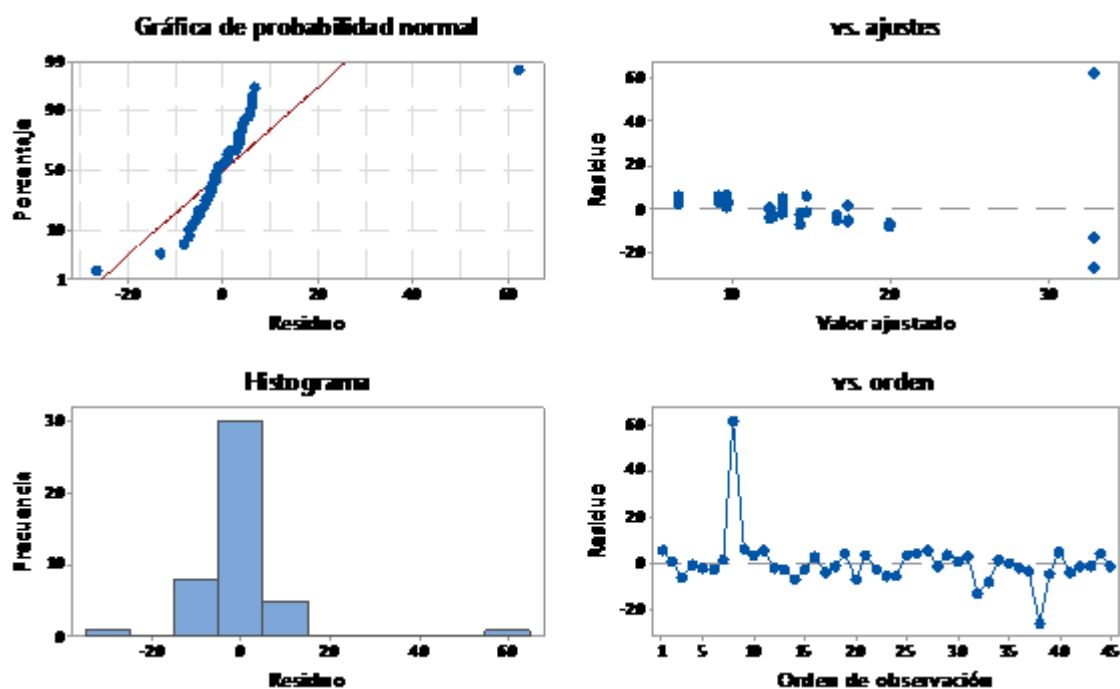 Gráfica de probabilidad normal
99
90
50
10
1
Porcentaje
-20 0 20 40 60
Residuo
vs. ajustes
60
40
20
0
-20
Residuo
10 20 30
Valor ajustado
Histograma
30
20
10
0
Frecuencia
-20 0 20 40 60
Residuo
vs. orden
60
40
20
0
-20
Residuo
1 5 10 15 20 25 30 35 40 45
Orden de observación